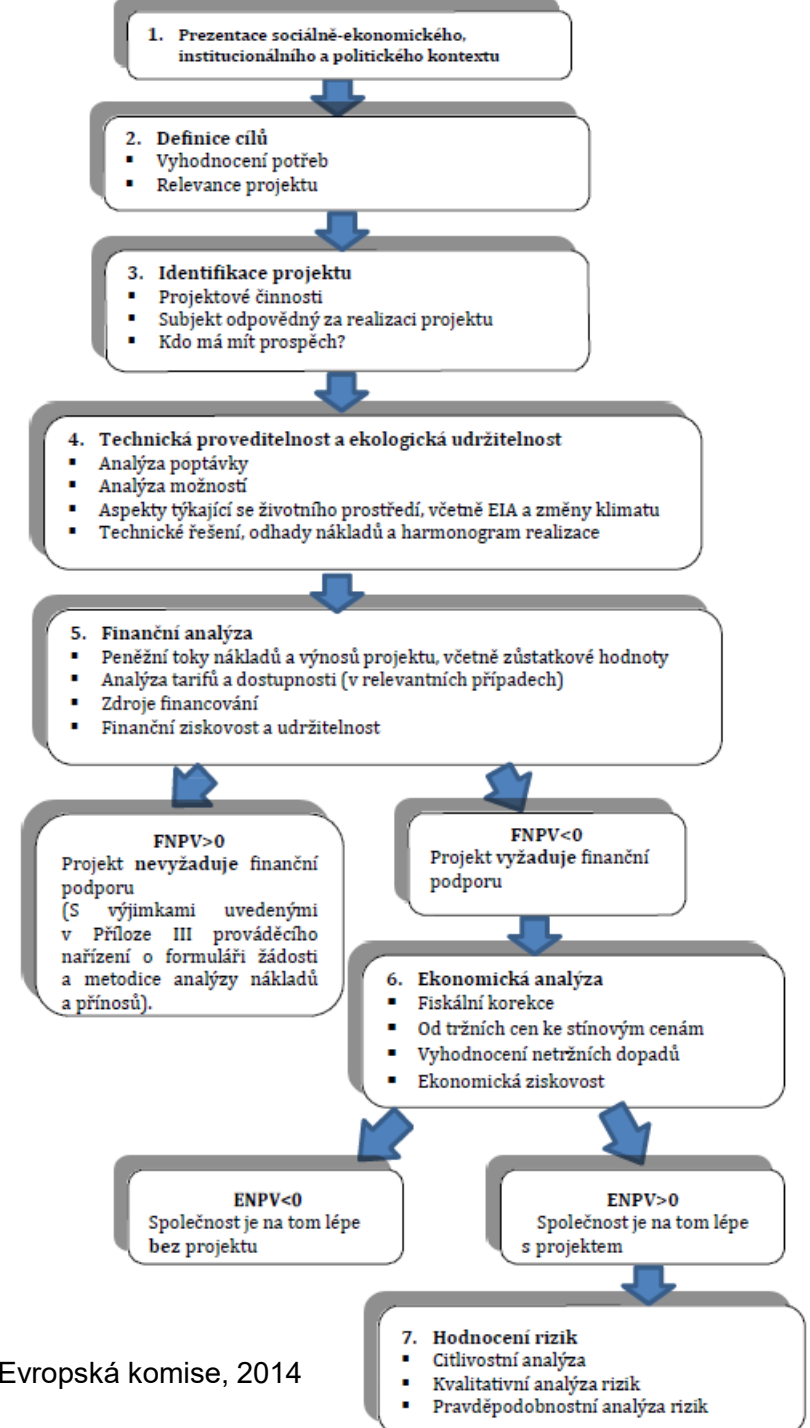 1. Prezentace sociálně-ekonomického,
institucionálního a politického kontextu
2. Definice cílů
▪ Vyhodnocení potřeb
▪ Relevance projektu
3. Identifikace projektu
▪ Projektové činnosti
▪ Subjekt odpovědný za realizaci projektu
▪ Kdo má mít prospěch?
4. Technická proveditelnost a ekologická udržitelnost
▪ Analýza poptávky
▪ Analýza možností
▪ Aspekty týkající se životního prostředí, včetně EIA a změny klimatu
▪ Technické řešení, odhady nákladů a harmonogram realizace
5. Finanční analýza
▪ Peněžní toky nákladů a výnosů projektu, včetně zůstatkové hodnoty
▪ Analýza tarifů a dostupnosti (v relevantních případech)
▪ Zdroje financování
▪ Finanční ziskovost a udržitelnost
FNPV>0
Projekt nevyžaduje finanční
podporu
(S výjimkami uvedenými
v Příloze III prováděcího
nařízení o formuláři žádosti
a metodice analýzy nákladů
a přínosů).
FNPV<0
Projekt vyžaduje finanční
podporu
6. Ekonomická analýza
▪ Fiskální korekce
▪ Od tržních cen ke stínovým cenám
▪ Vyhodnocení netržních dopadů
▪ Ekonomická ziskovost
ENPV<0
Společnost je na tom lépe
bez projektu
ENPV>0
Společnost je na tom lépe
s projektem
7. Hodnocení rizik
▪ Citlivostní analýza
▪ Kvalitativní analýza rizik
▪ Pravděpodobnostní analýza rizik
Evropská komise, 2014